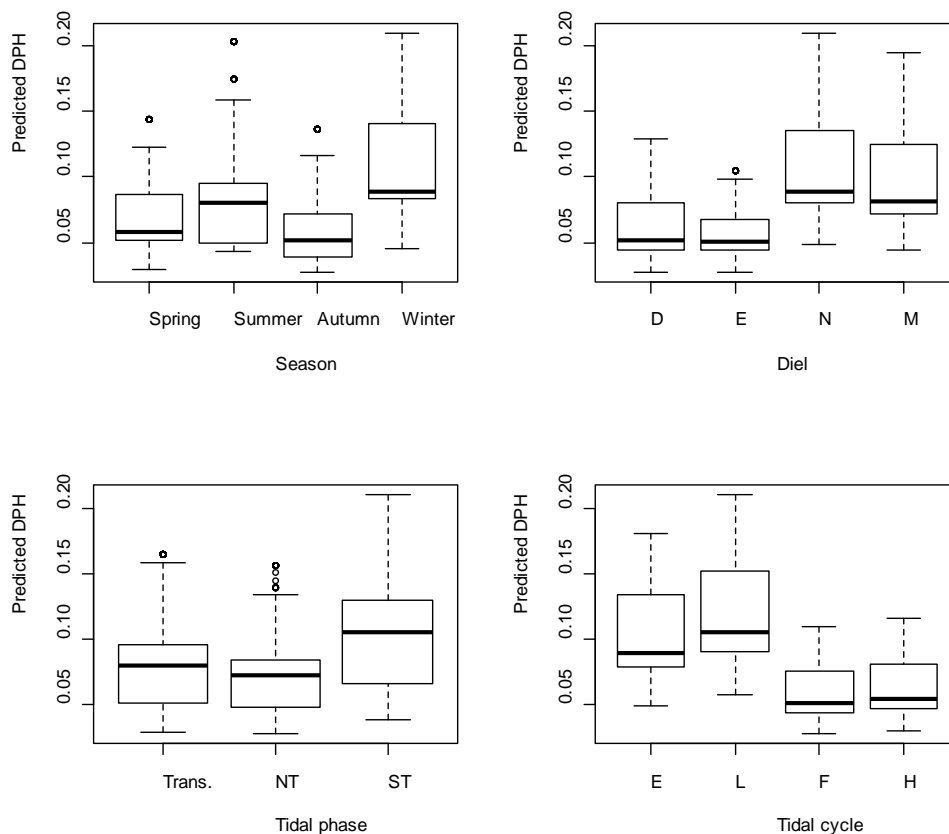 Predicted DPH
0.05 0.10 0.15 0.20
Spring Summer Autumn Winter
Season
Predicted DPH
0.05 0.10 0.15 0.20
D E N M
Diel
Predicted DPH
0.05 0.10 0.15 0.20
Trans. NT ST
Tidal phase
Predicted DPH
0.05 0.10 0.15 0.20
E L F H
Tidal cycle